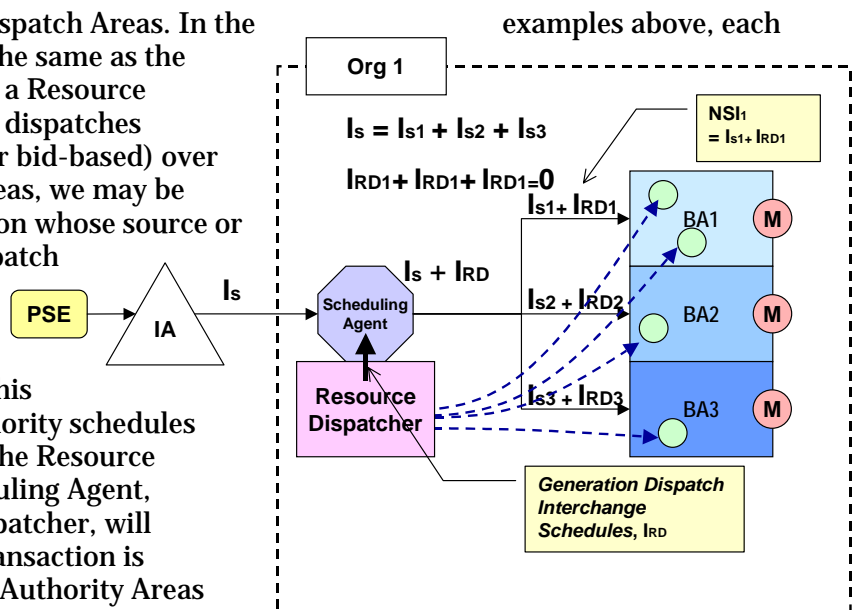 spatch Areas. In the examples above, each
he same as the
a Resource
dispatches
r bid-based) over
eas, we may be
on whose source or
patch
nis
nority schedules
he Resource
uling Agent,
patcher, will
ansaction is
Authority Areas
Org 1
Is = Is1 + Is2 + Is3
IRD1+ IRD1+ IRD1=0
NSI1
= Is1+ IRD1
Is1+ IRD1
BA1
M
PSE
IA
Is
Scheduling
Agent
Is + IRD
Is2 + IRD2
BA2
M
Resource
Dispatcher
Is3 + IRD3
BA3
M
Generation Dispatch
Interchange
Schedules, IRD